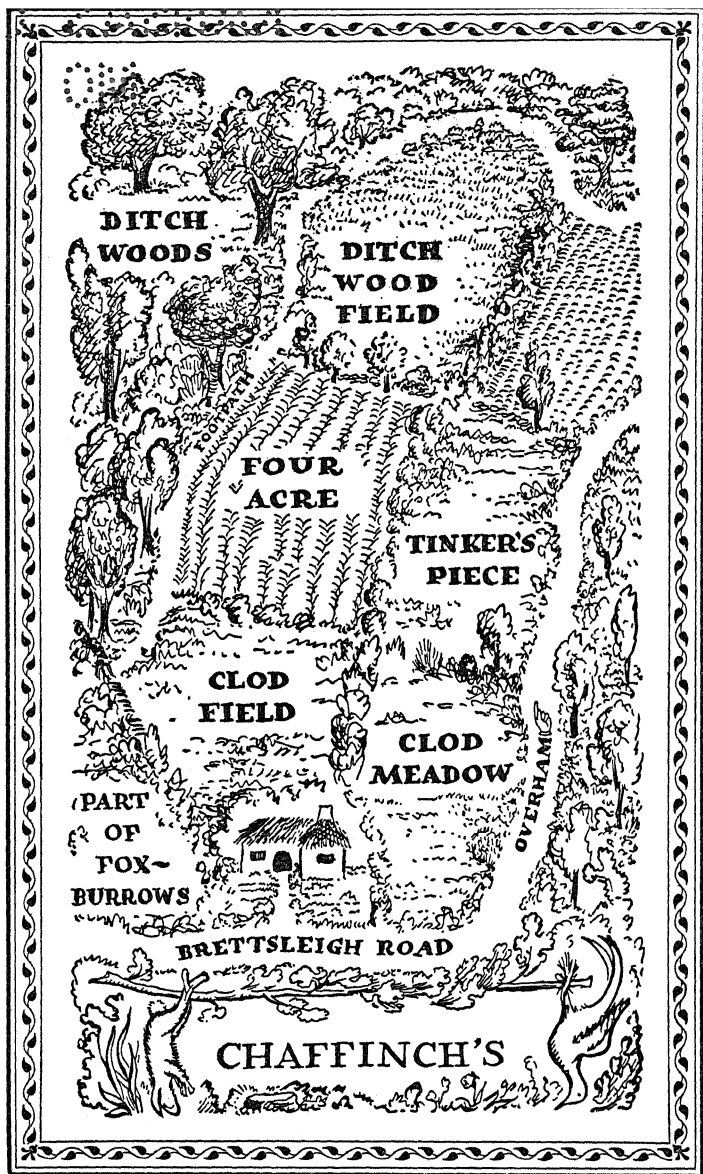 DITCH
WOODS
DITCH
WOOD
FIELD
FOOTPATH
FOUR
ACRE
TINKER'S
PIECE
CLOD
FIELD
CLOD
MEADOW
OVERHAM
PART
OF
FOX~
BURROWS
BRETTSLEIGH ROAD
CHAFFINCH'S